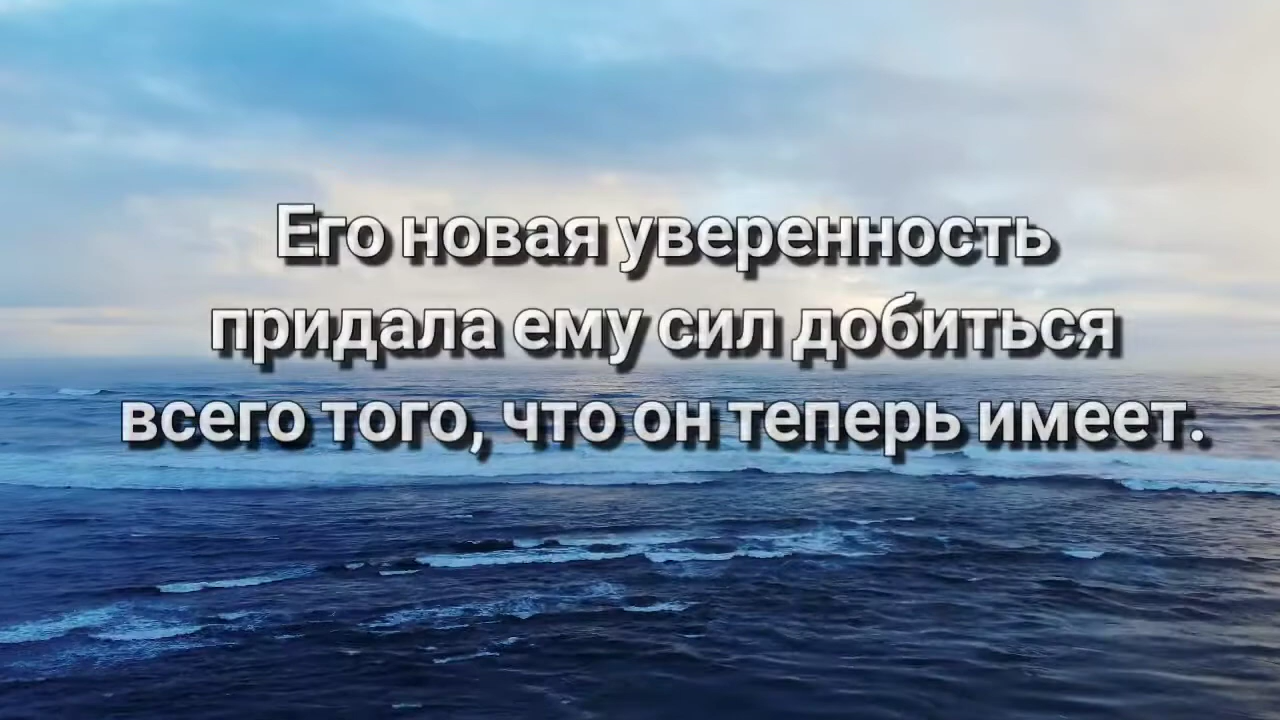 Его новая уверенность
придала ему сил добиться
всего того, что он теперь имеет.